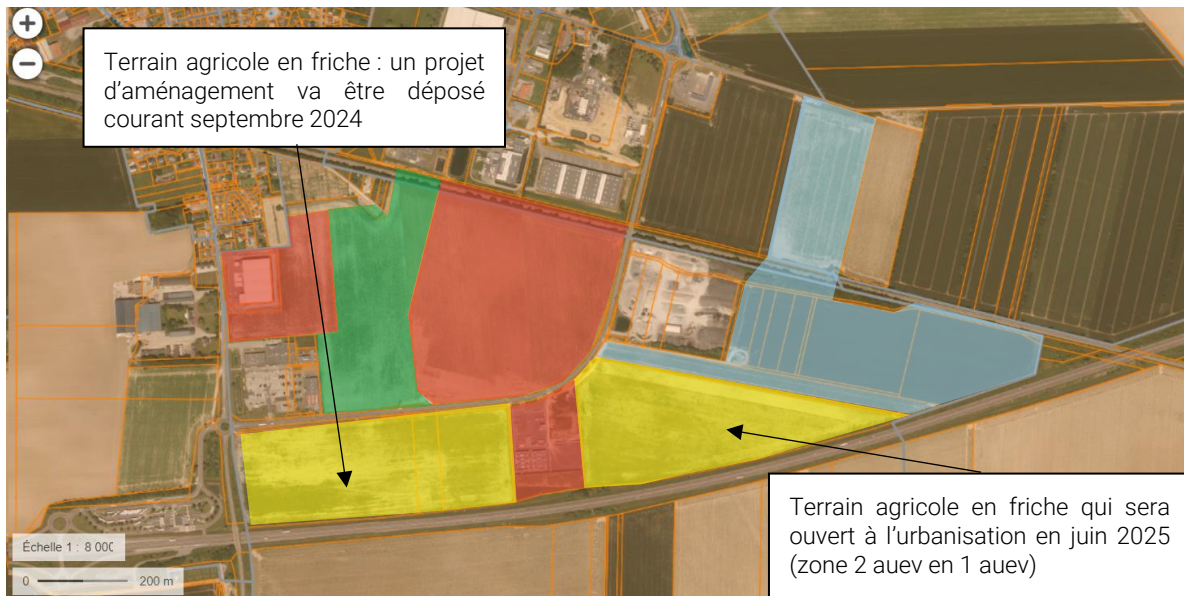 +
−
Terrain agricole en friche : un projet
d’aménagement va être déposé
courant septembre 2024
Terrain agricole en friche qui sera
ouvert à l’urbanisation en juin 2025
(zone 2 auev en 1 auev)
Échelle 1 : 8 000
0 200 m